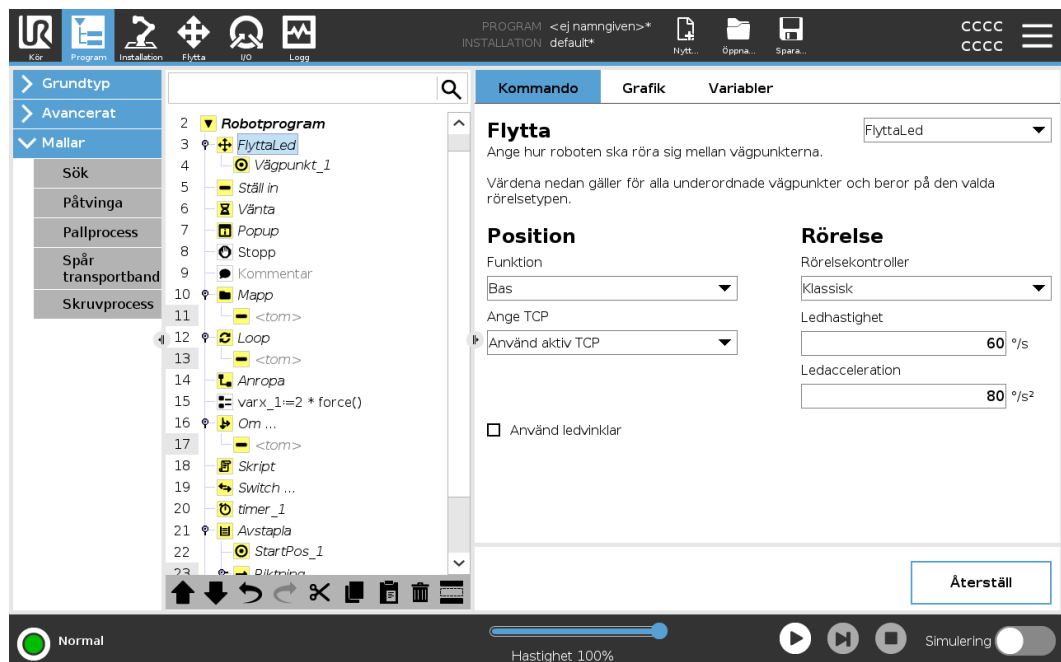 UR
Kör
Program
Installation
Flytta
I/O
Logg
PROGRAM <ej namngiven>*
INSTALLATION default*
Nytt...
Öppna...
Spara...
CCCC
CCCC
Grundtyp
Avancerat
Mallar
Sök
Påtvinga
Pallprocess
Spår
transportband
Skruvprocess
2 Robotprogram
3 FlyttaLed
4 Vägpunkt_1
5 Ställ in
6 Vänta
7 Popup
8 Stopp
9 Kommentar
10 Mapp
11 <tom>
12 Loop
13 <tom>
14 Anropa
15 varx_1:=2 * force()
16 Om ...
17 <tom>
18 Skript
19 Switch ...
20 timer_1
21 Avstapla
22 StartPos_1
23 Riktning
Kommando
Grafik
Variabler
Flytta
FlyttaLed
Ange hur roboten ska röra sig mellan vägpunkterna.
Värdena nedan gäller för alla underordnade vägpunkter och beror på den valda
rörelsetypen.
Position
Funktion
Bas
Ange TCP
Använd aktiv TCP
Använd ledvinklar
Rörelse
Rörelsekontroller
Klassisk
Ledhastighet
60 °/s
Ledacceleration
80 °/s²
Återställ
Normal
Hastighet 100%
Simulering